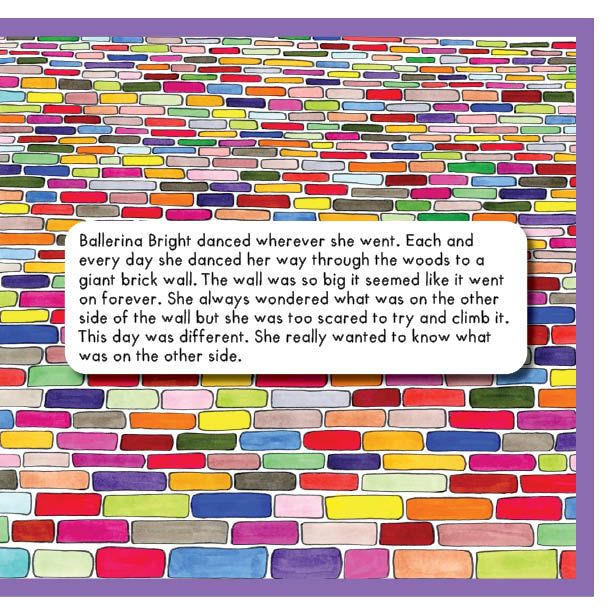 Ballerina Bright danced wherever she went. Each and
every day she danced her way through the woods to a
giant brick wall. The wall was so big it seemed like it went
on forever. She always wondered what was on the other
side of the wall but she was too scared to try and climb it.
This day was different. She really wanted to know what
was on the other side.